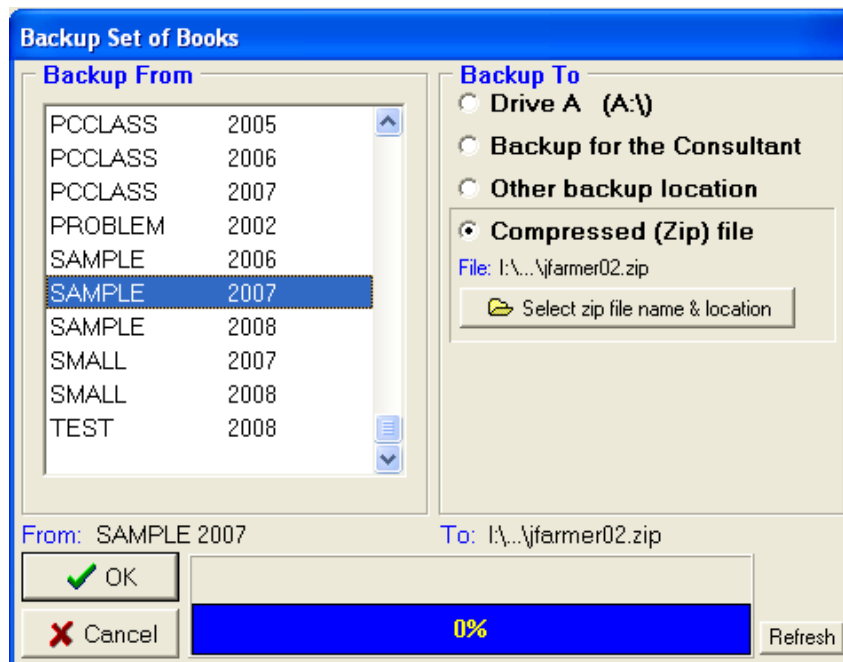 Backup Set of Books
Backup From
PCCLASS 2005
PCCLASS 2006
PCCLASS 2007
PROBLEM 2002
SAMPLE 2006
SAMPLE 2007
SAMPLE 2008
SMALL 2007
SMALL 2008
TEST 2008
Backup To
Drive A (A:\)
Backup for the Consultant
Other backup location
Compressed (Zip) file
File: I:\...\jfarmer02.zip
Select zip file name & location
From: SAMPLE 2007
To: I:\...\jfarmer02.zip
OK
Cancel
0%
Refresh